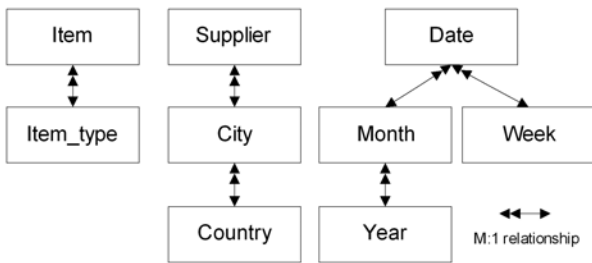 Item
Supplier
Date
Item_type
City
Month
Week
Country
Year
M:1 relationship